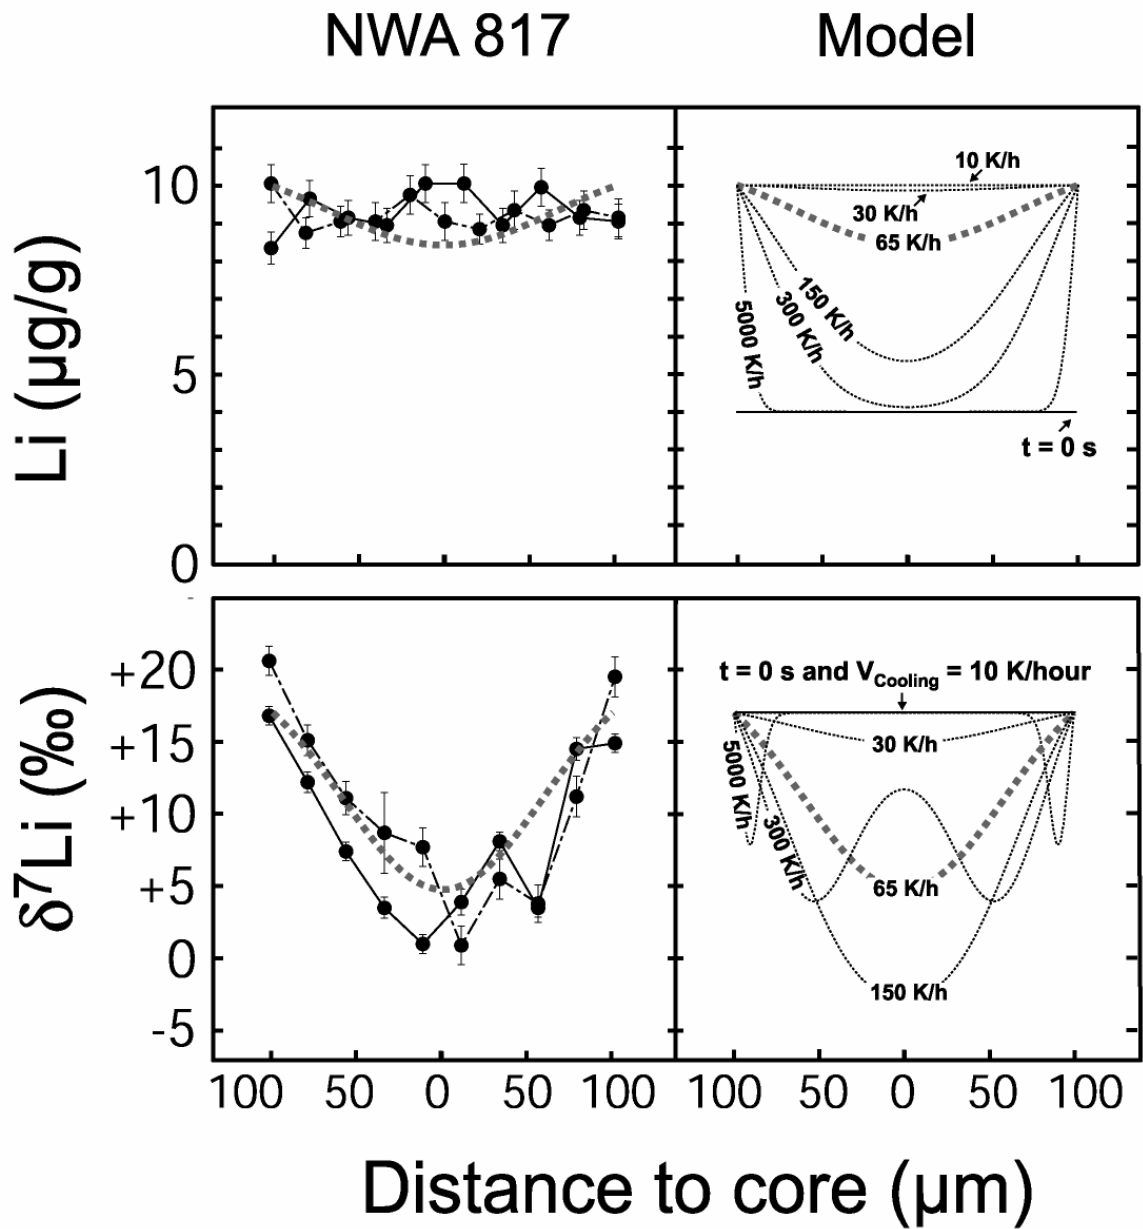 NWA 817
Model
Li (µg/g)
10
5
0
10 K/h
30 K/h
65 K/h
150 K/h
300 K/h
5000 K/h
t = 0 s
δ⁷Li (‰)
+20
+15
+10
+5
0
-5
t = 0 s and V_Cooling = 10 K/hour
30 K/h
5000 K/h
300 K/h
65 K/h
150 K/h
100 50 0 50 100
100 50 0 50 100
Distance to core (µm)